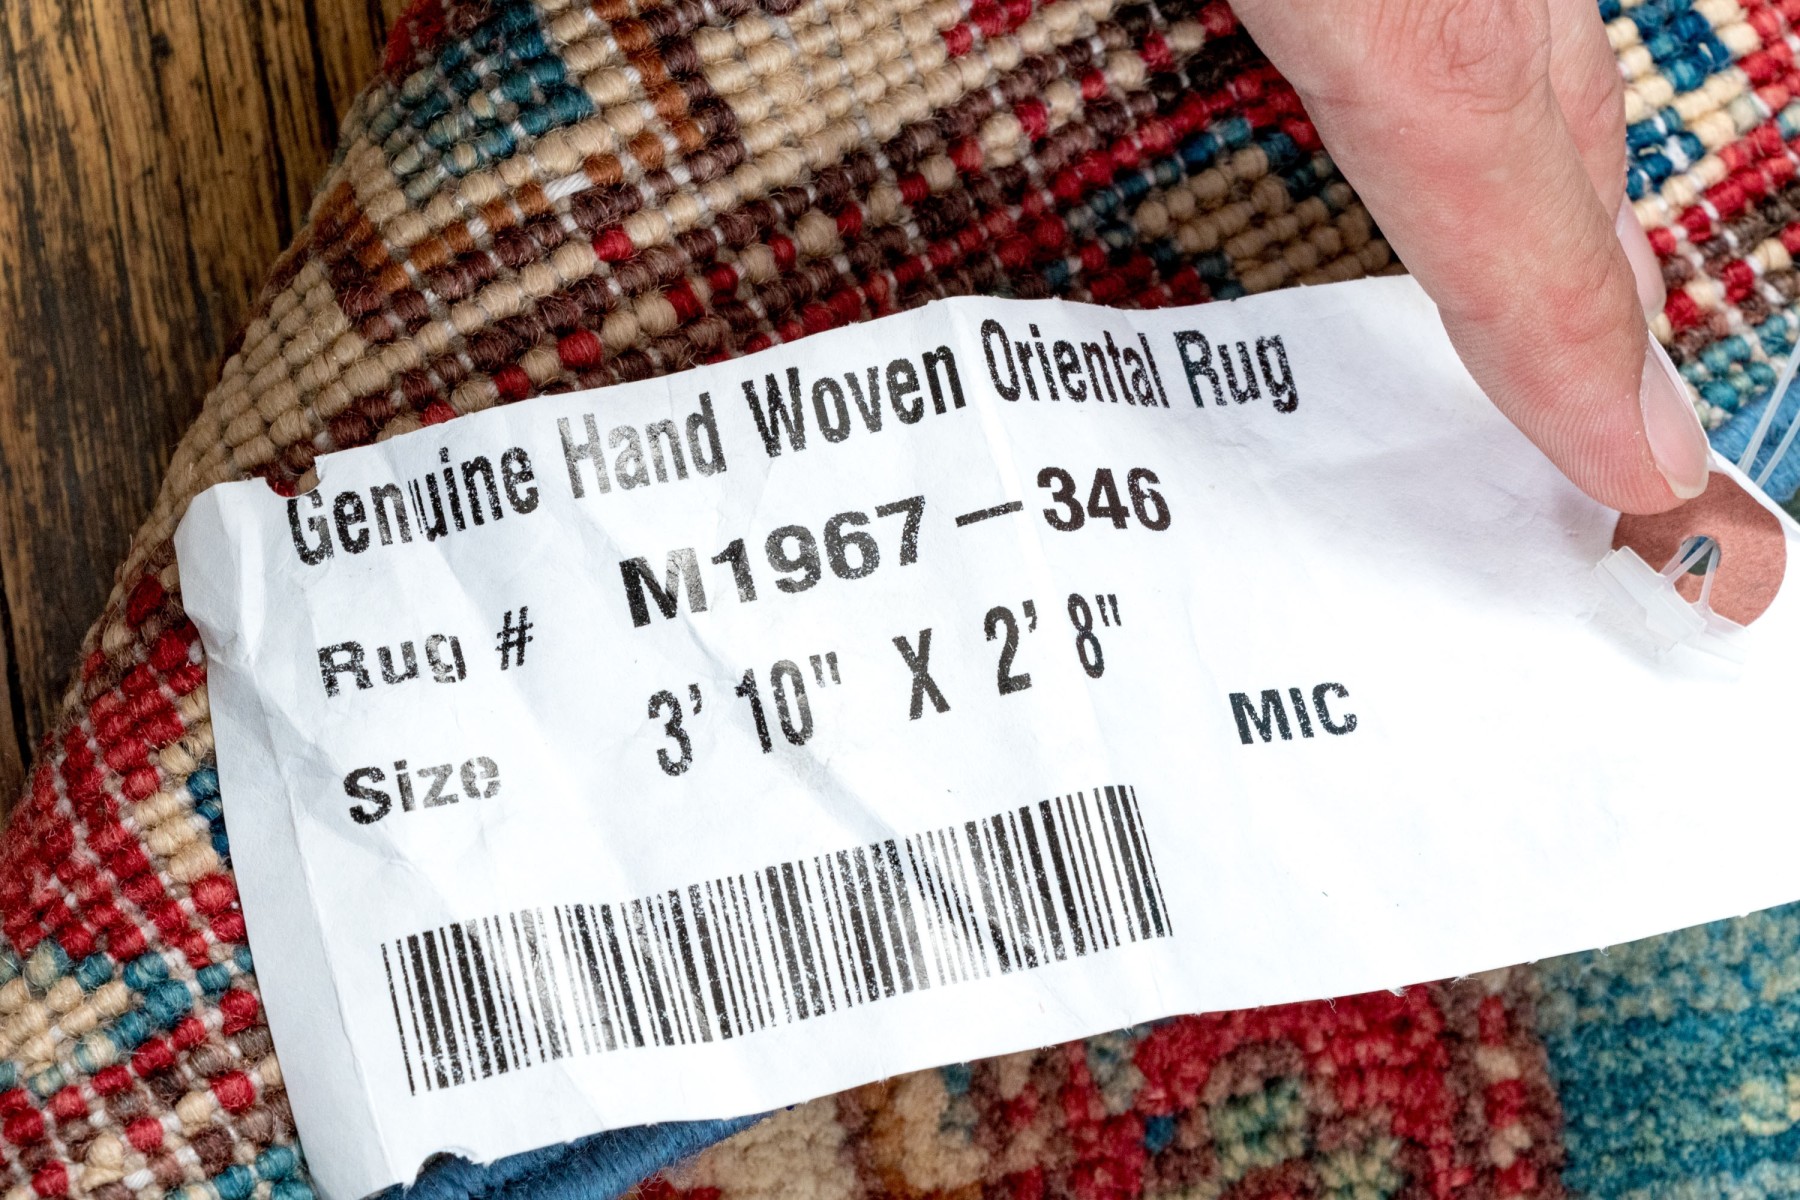 Genuine Hand Woven Oriental Rug
Rug # M1967-346
Size 3' 10" X 2' 8"
MIC